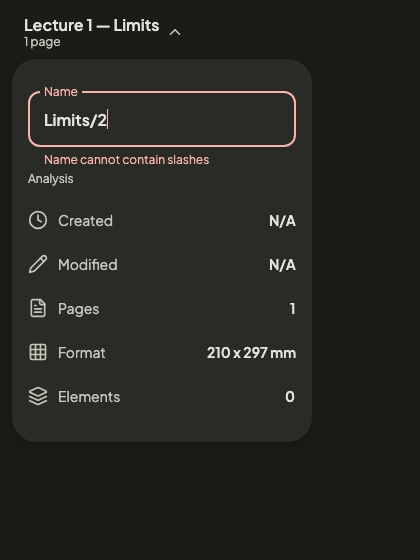 Lecture 1 — Limits
1 page
Name
Limits/2
Name cannot contain slashes
Analysis
Created N/A
Modified N/A
Pages 1
Format 210 x 297 mm
Elements 0